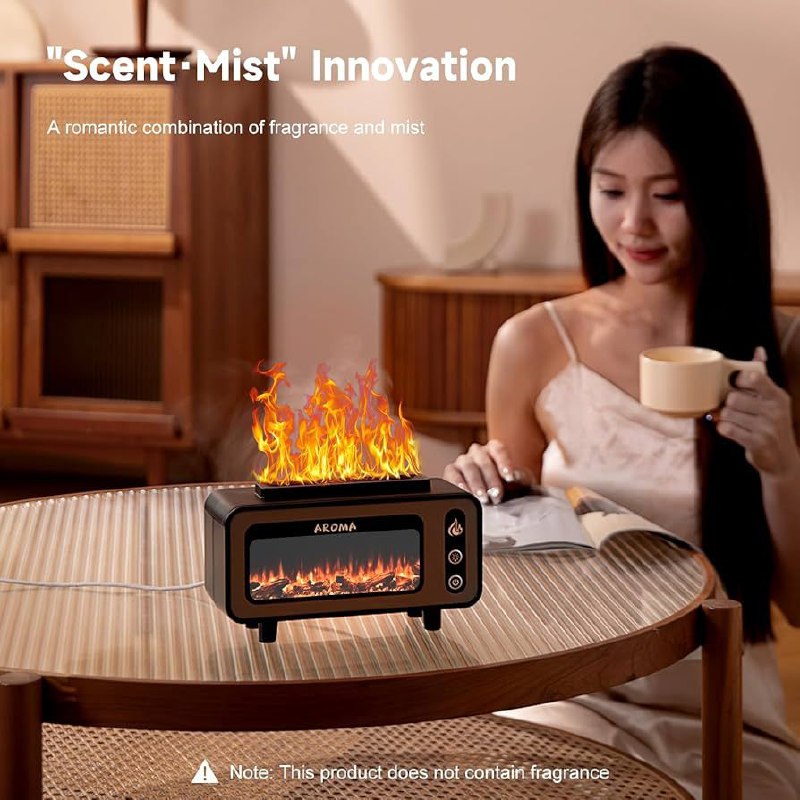 "Scent·Mist" Innovation
A romantic combination of fragrance and mist
AROMA
Note: This product does not contain fragrance